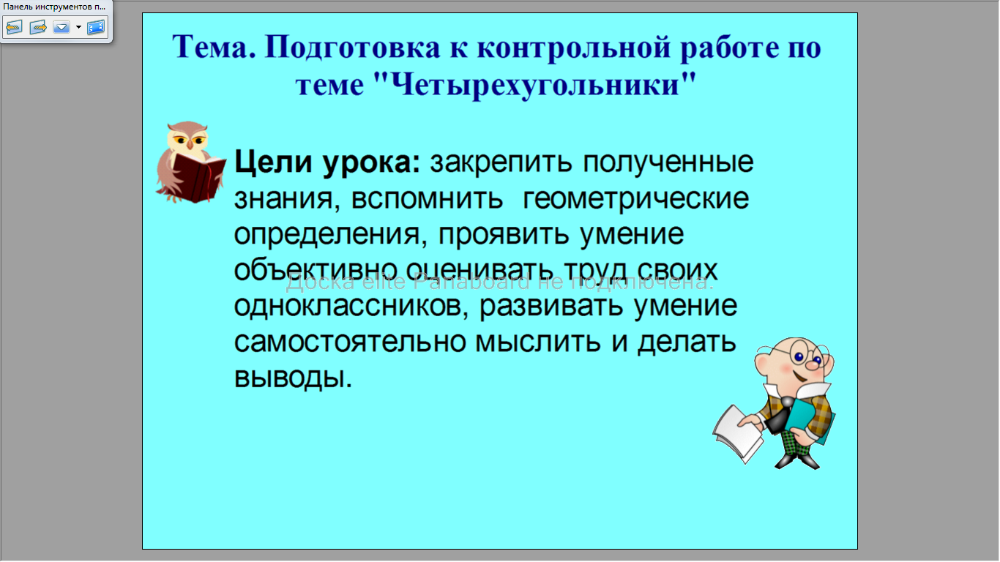 Панель инструментов п...
Тема. Подготовка к контрольной работе по
теме "Четырехугольники"
Цели урока: закрепить полученные
знания, вспомнить геометрические
определения, проявить умение
объективно оценивать труд своих
Доска elite Panaboard не подключена.
одноклассников, развивать умение
самостоятельно мыслить и делать
выводы.